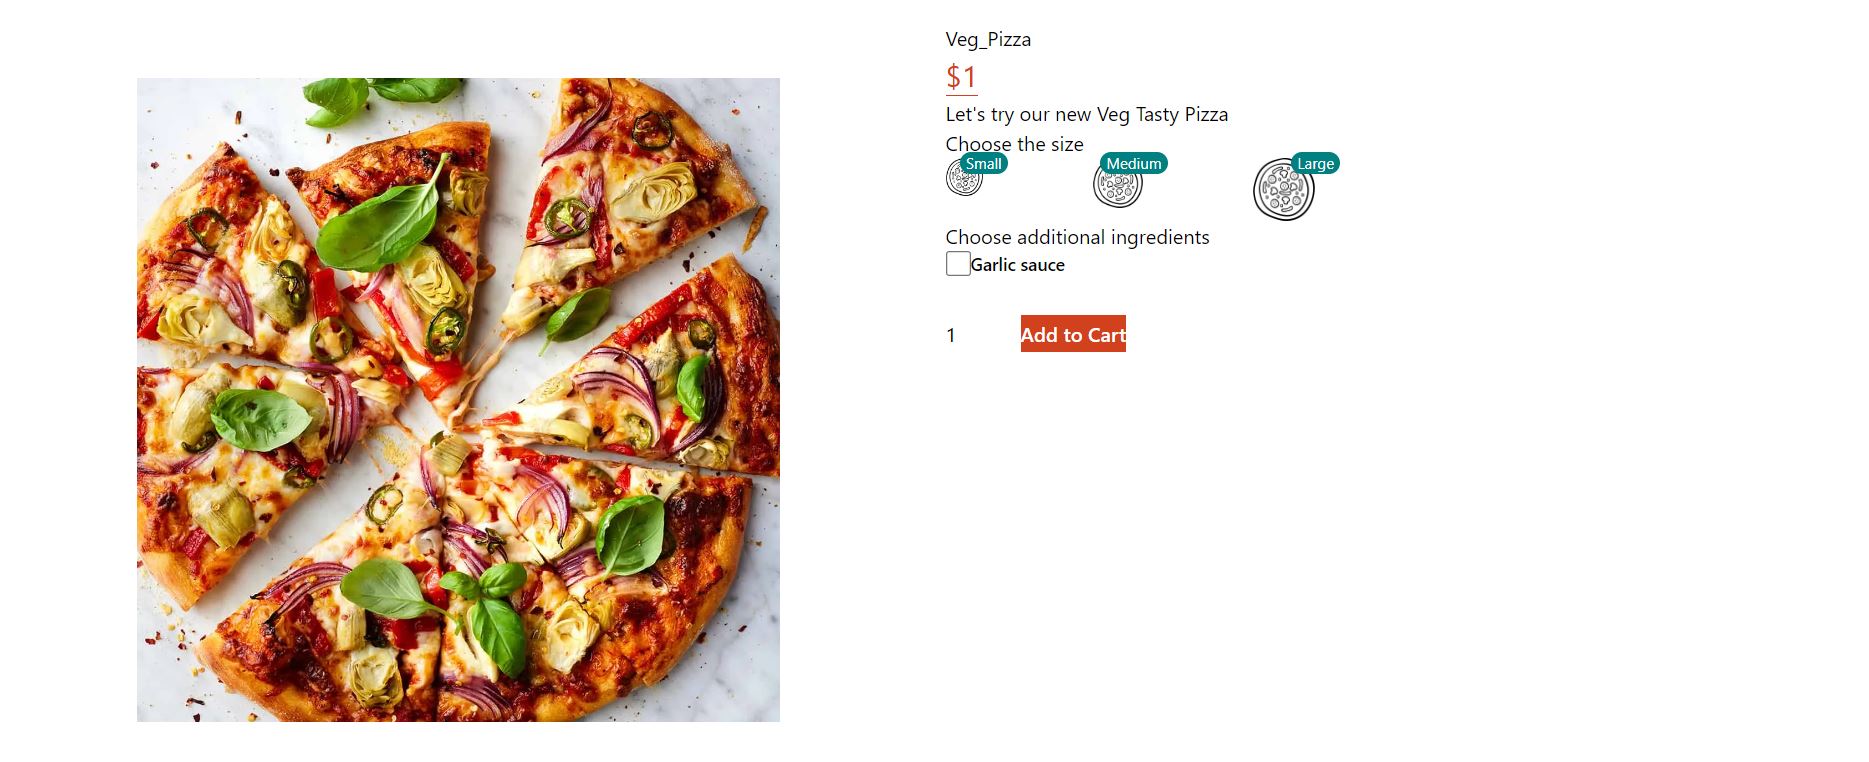 Veg_Pizza
$1
Let's try our new Veg Tasty Pizza
Choose the size
Small Medium Large
Choose additional ingredients
Garlic sauce
1 Add to Cart